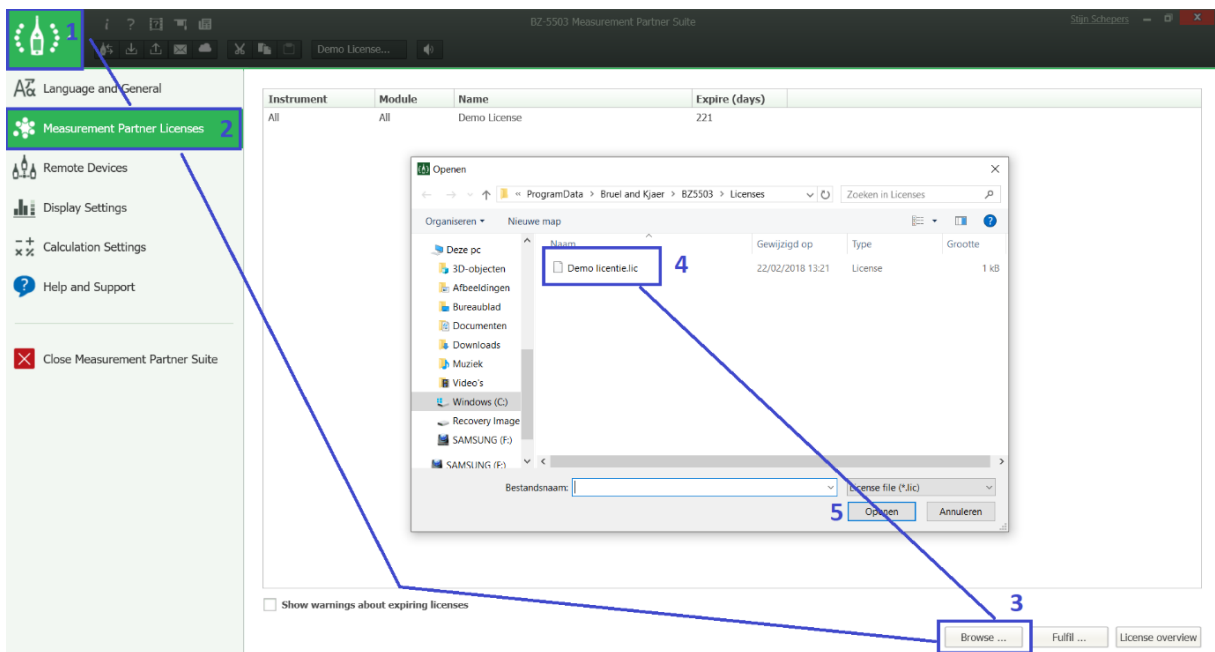 1
BZ-5503 Measurement Partner Suite
Stijn Schepers
Demo License...
Language and General
Measurement Partner Licenses 2
Remote Devices
Display Settings
Calculation Settings
Help and Support
Close Measurement Partner Suite
Instrument Module Name Expire (days)
All All Demo License 221
Openen
« ProgramData > Bruel and Kjaer > BZ5503 > Licenses
Zoeken in Licenses
Organiseren Nieuwe map
Naam Gewijzigd op Type Grootte
Demo licentie.lic 4 22/02/2018 13:21 License 1 kB
Deze pc
3D-objecten
Afbeeldingen
Bureaublad
Documenten
Downloads
Muziek
Video's
Windows (C:)
Recovery Image
SAMSUNG (F:)
SAMSUNG (F:)
Bestandsnaam:
License file (*.lic)
5 Openen Annuleren
Show warnings about expiring licenses
3
Browse ... Fulfil ... License overview